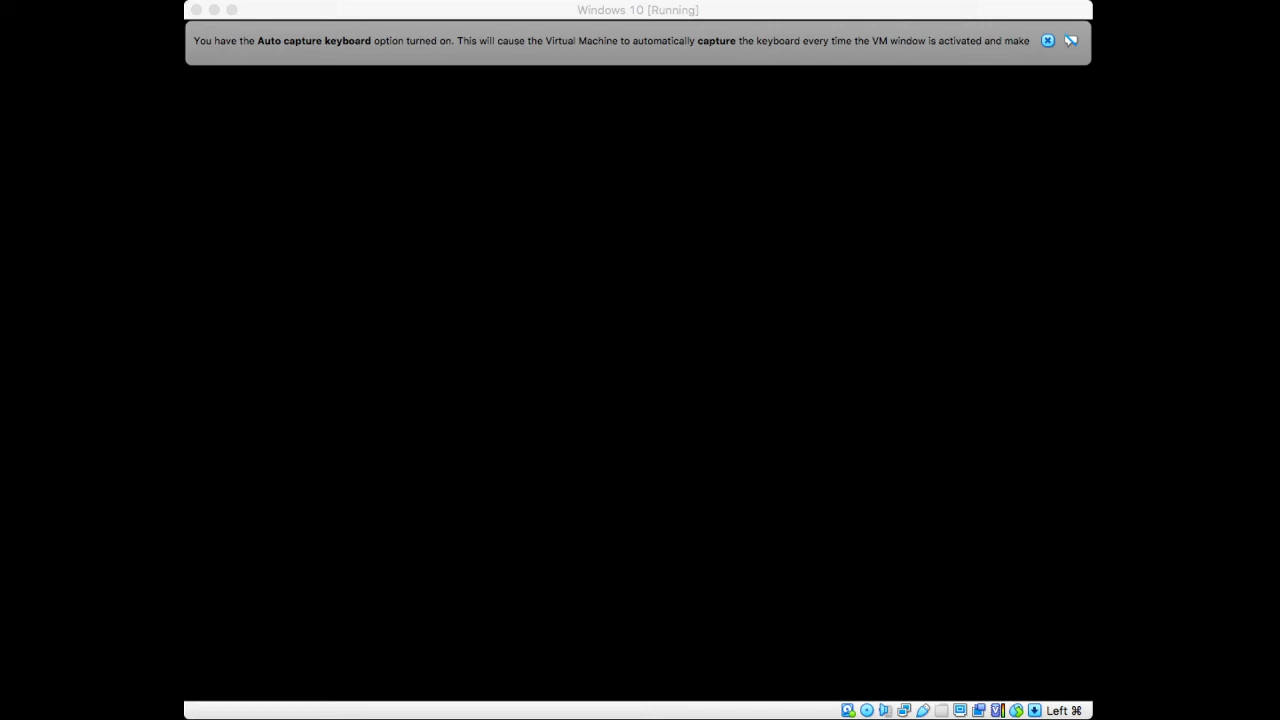 Windows 10 [Running]
You have the Auto capture keyboard option turned on. This will cause the Virtual Machine to automatically capture the keyboard every time the VM window is activated and make
Left ⌘